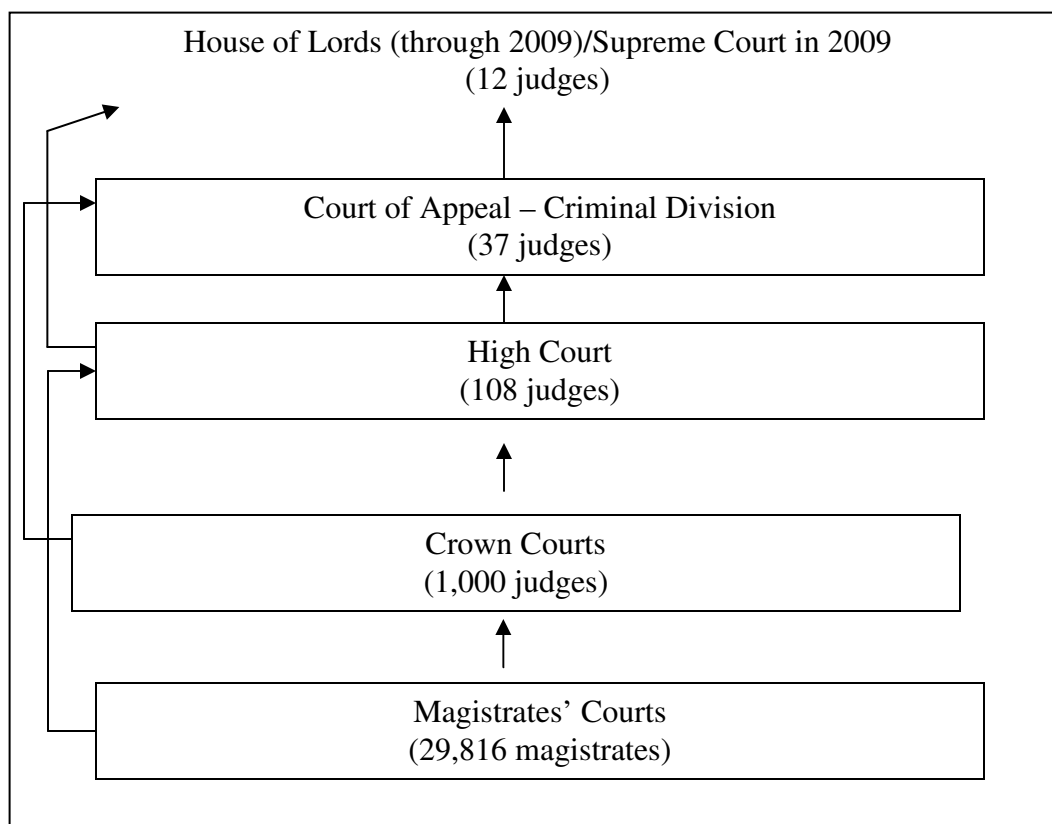 House of Lords (through 2009)/Supreme Court in 2009
(12 judges)
Court of Appeal – Criminal Division
(37 judges)
High Court
(108 judges)
Crown Courts
(1,000 judges)
Magistrates’ Courts
(29,816 magistrates)